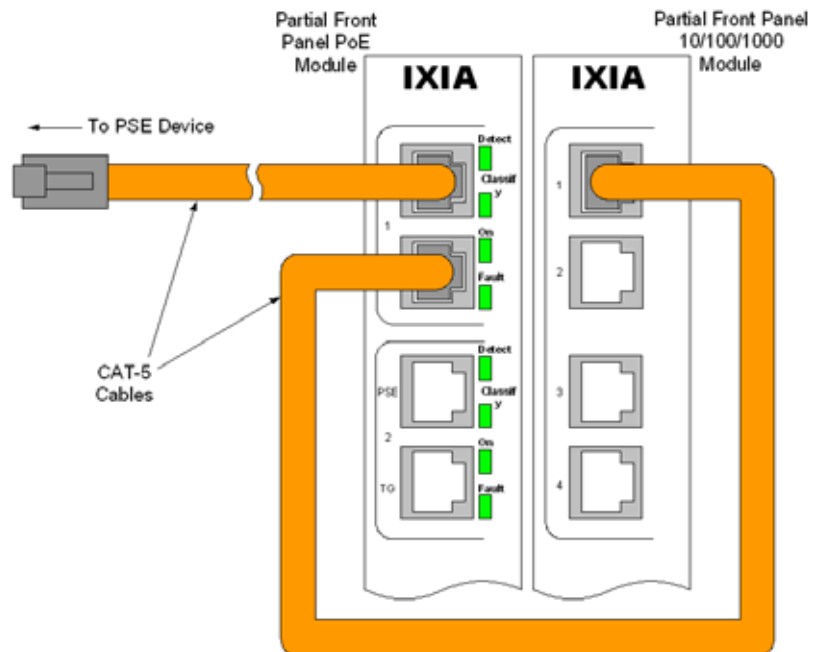 Partial Front
Panel PoE
Module
Partial Front Panel
10/100/1000
Module
IXIA
IXIA
To PSE Device
Detect
Classif
y
1
On
Fault
1
2
CAT-5
Cables
Detect
PSE
Classif
y
2
On
TG
Fault
3
4